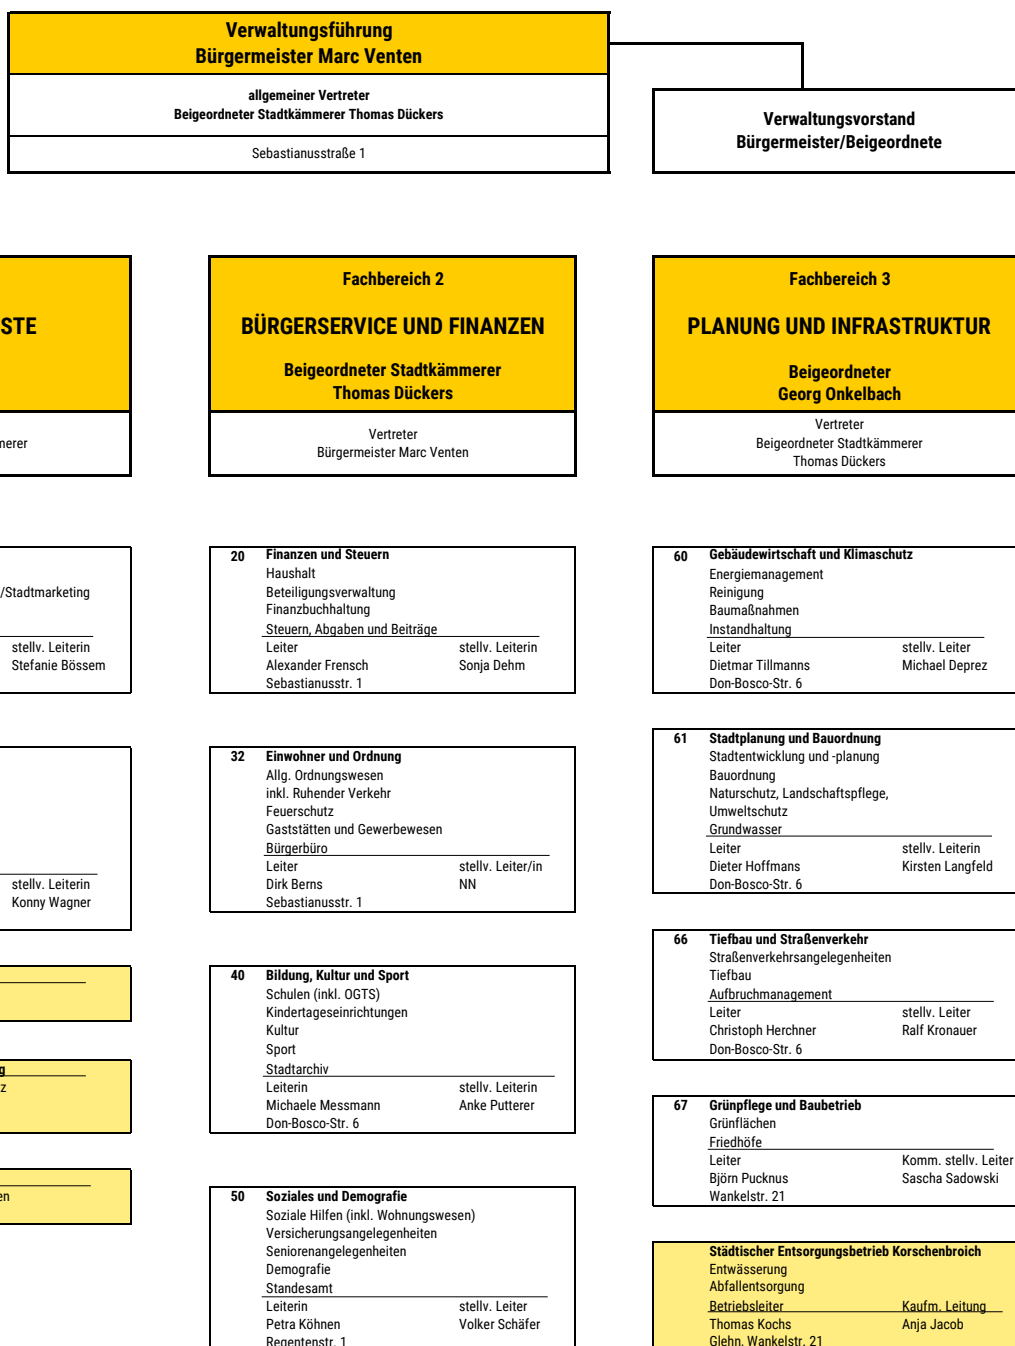 Verwaltungsführung
Bürgermeister Marc Venten
allgemeiner Vertreter
Beigeordneter Stadtkämmerer Thomas Dückers
Sebastianusstraße 1
Verwaltungsvorstand
Bürgermeister/Beigeordnete
STE
merer
/Stadtmarketing
stellv. Leiterin
Stefanie Bössem
stellv. Leiterin
Konny Wagner
g
z
en
Fachbereich 2
BÜRGERSERVICE UND FINANZEN
Beigeordneter Stadtkämmerer
Thomas Dückers
Vertreter
Bürgermeister Marc Venten
20 Finanzen und Steuern
Haushalt
Beteiligungsverwaltung
Finanzbuchhaltung
Steuern, Abgaben und Beiträge
Leiter stellv. Leiterin
Alexander Frensch Sonja Dehm
Sebastianusstr. 1
32 Einwohner und Ordnung
Allg. Ordnungswesen
inkl. Ruhender Verkehr
Feuerschutz
Gaststätten und Gewerbewesen
Bürgerbüro
Leiter stellv. Leiter/in
Dirk Berns NN
Sebastianusstr. 1
40 Bildung, Kultur und Sport
Schulen (inkl. OGTS)
Kindertageseinrichtungen
Kultur
Sport
Stadtarchiv
Leiterin stellv. Leiterin
Michaele Messmann Anke Putterer
Don-Bosco-Str. 6
50 Soziales und Demografie
Soziale Hilfen (inkl. Wohnungswesen)
Versicherungsangelegenheiten
Seniorenangelegenheiten
Demografie
Standesamt
Leiterin stellv. Leiter
Petra Köhnen Volker Schäfer
Regentenstr. 1
Fachbereich 3
PLANUNG UND INFRASTRUKTUR
Beigeordneter
Georg Onkelbach
Vertreter
Beigeordneter Stadtkämmerer
Thomas Dückers
60 Gebäudewirtschaft und Klimaschutz
Energiemanagement
Reinigung
Baumaßnahmen
Instandhaltung
Leiter stellv. Leiter
Dietmar Tillmanns Michael Deprez
Don-Bosco-Str. 6
61 Stadtplanung und Bauordnung
Stadtentwicklung und -planung
Bauordnung
Naturschutz, Landschaftspflege,
Umweltschutz
Grundwasser
Leiter stellv. Leiterin
Dieter Hoffmans Kirsten Langfeld
Don-Bosco-Str. 6
66 Tiefbau und Straßenverkehr
Straßenverkehrsangelegenheiten
Tiefbau
Aufbruchmanagement
Leiter stellv. Leiter
Christoph Herchner Ralf Kronauer
Don-Bosco-Str. 6
67 Grünpflege und Baubetrieb
Grünflächen
Friedhöfe
Leiter Komm. stellv. Leiter
Björn Pucknus Sascha Sadowski
Wankelstr. 21
Städtischer Entsorgungsbetrieb Korschenbroich
Entwässerung
Abfallentsorgung
Betriebsleiter Kaufm. Leitung
Thomas Kochs Anja Jacob
Glehn, Wankelstr. 21